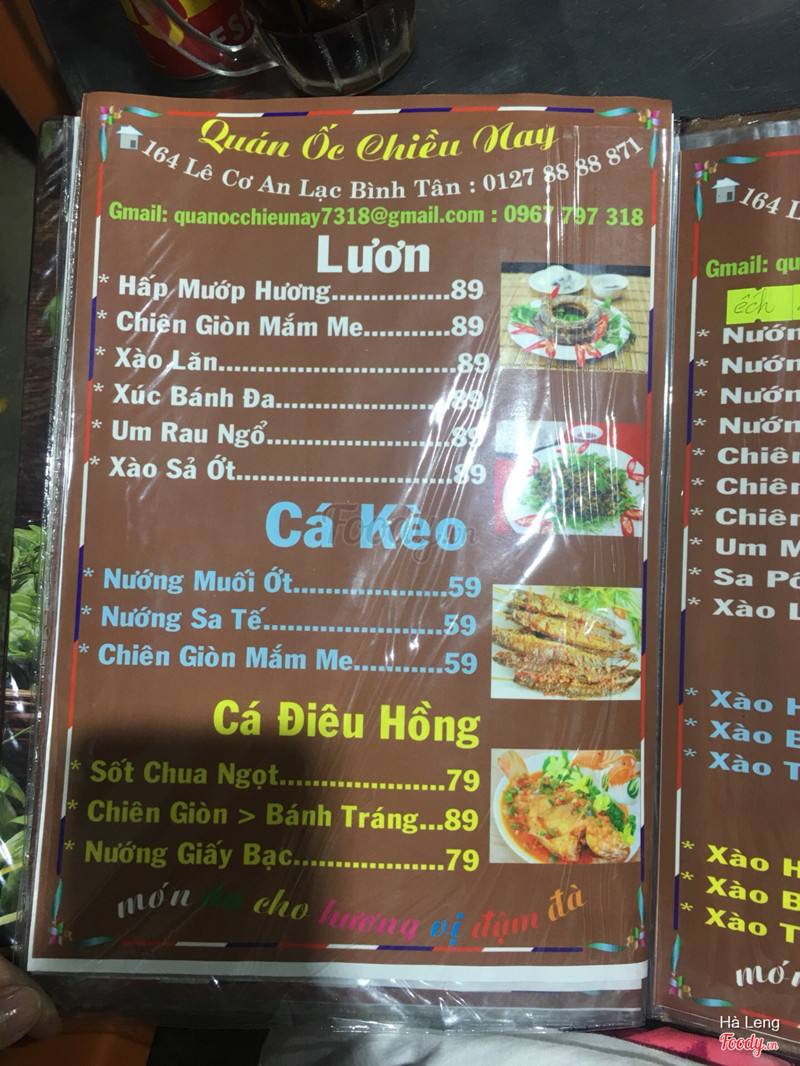 Quán Ốc Chiều Nay
164 Lê Cơ An Lạc Bình Tân : 0127 88 88 871
Gmail: quanocchieunay7318@gmail.com : 0967 797 318
Lươn
* Hấp Mướp Hương...............89
* Chiên Giòn Mắm Me...........89
* Xào Lăn..............................89
* Xúc Bánh Đa......................89
* Um Rau Ngổ.......................89
* Xào Sả Ớt...........................89
Cá Kèo
* Nướng Muối Ớt...................59
* Nướng Sa Tế......................59
* Chiên Giòn Mắm Me...........59
Cá Điêu Hồng
* Sốt Chua Ngọt....................79
* Chiên Giòn > Bánh Tráng...89
* Nướng Giấy Bạc..................79
món ăn cho hương vị đậm đà
164
Gmail:
ếch
* Nướn
* Nướn
* Nướn
* Nướn
* Chiên
* Chiên
* Chiên
* Um
* Sa
* Xào
* Xào
* Xào
* Xào
* Xào
* Xào
* Xào
món
Foody.vn
Hà Leng
Foody.vn